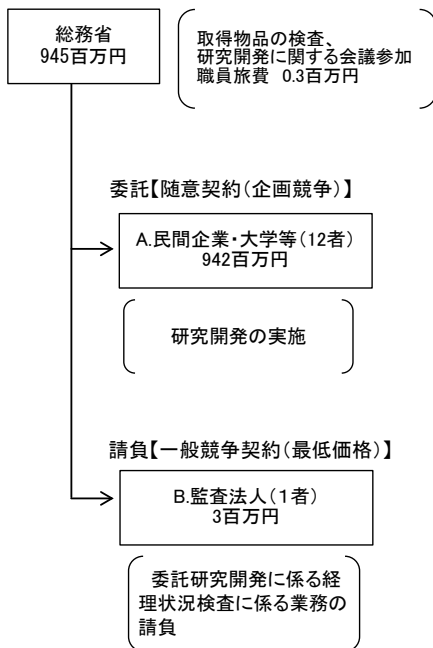 総務省
945百万円
取得物品の検査、
研究開発に関する会議参加
職員旅費 0.3百万円
委託【随意契約(企画競争)】
A.民間企業・大学等(12者)
942百万円
研究開発の実施
請負【一般競争契約(最低価格)】
B.監査法人(1者)
3百万円
委託研究開発に係る経
理状況検査に係る業務の
請負